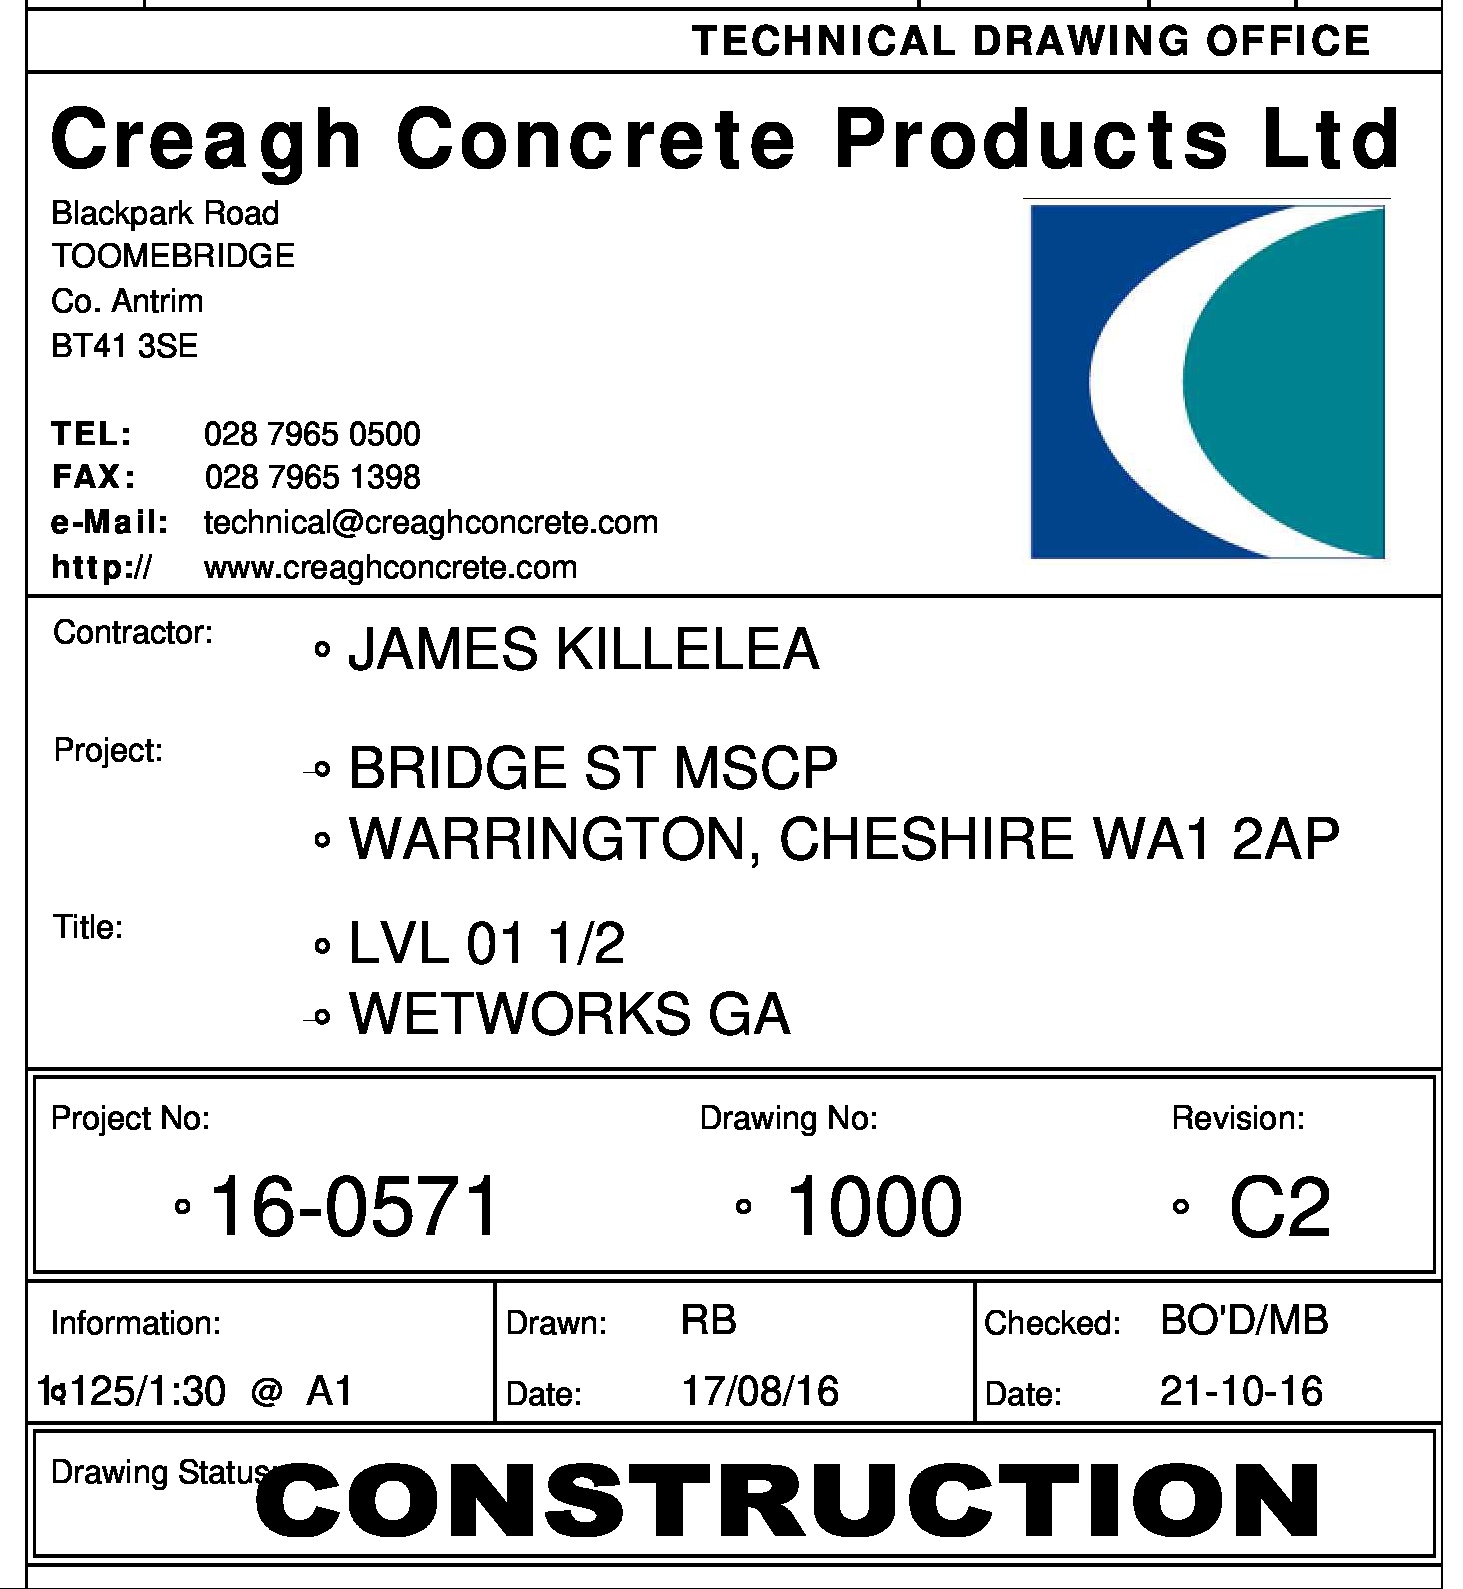 TECHNICAL DRAWING OFFICE
Creagh Concrete Products Ltd
Blackpark Road
TOOMEBRIDGE
Co. Antrim
BT41 3SE
TEL: 028 7965 0500
FAX: 028 7965 1398
e-Mail: technical@creaghconcrete.com
http:// www.creaghconcrete.com
Contractor: JAMES KILLELEA
Project: BRIDGE ST MSCP
WARRINGTON, CHESHIRE WA1 2AP
Title: LVL 01 1/2
WETWORKS GA
Project No: Drawing No: Revision:
16-0571 1000 C2
Information: Drawn: RB Checked: BO'D/MB
1:125/1:30 @ A1 Date: 17/08/16 Date: 21-10-16
Drawing Status: CONSTRUCTION